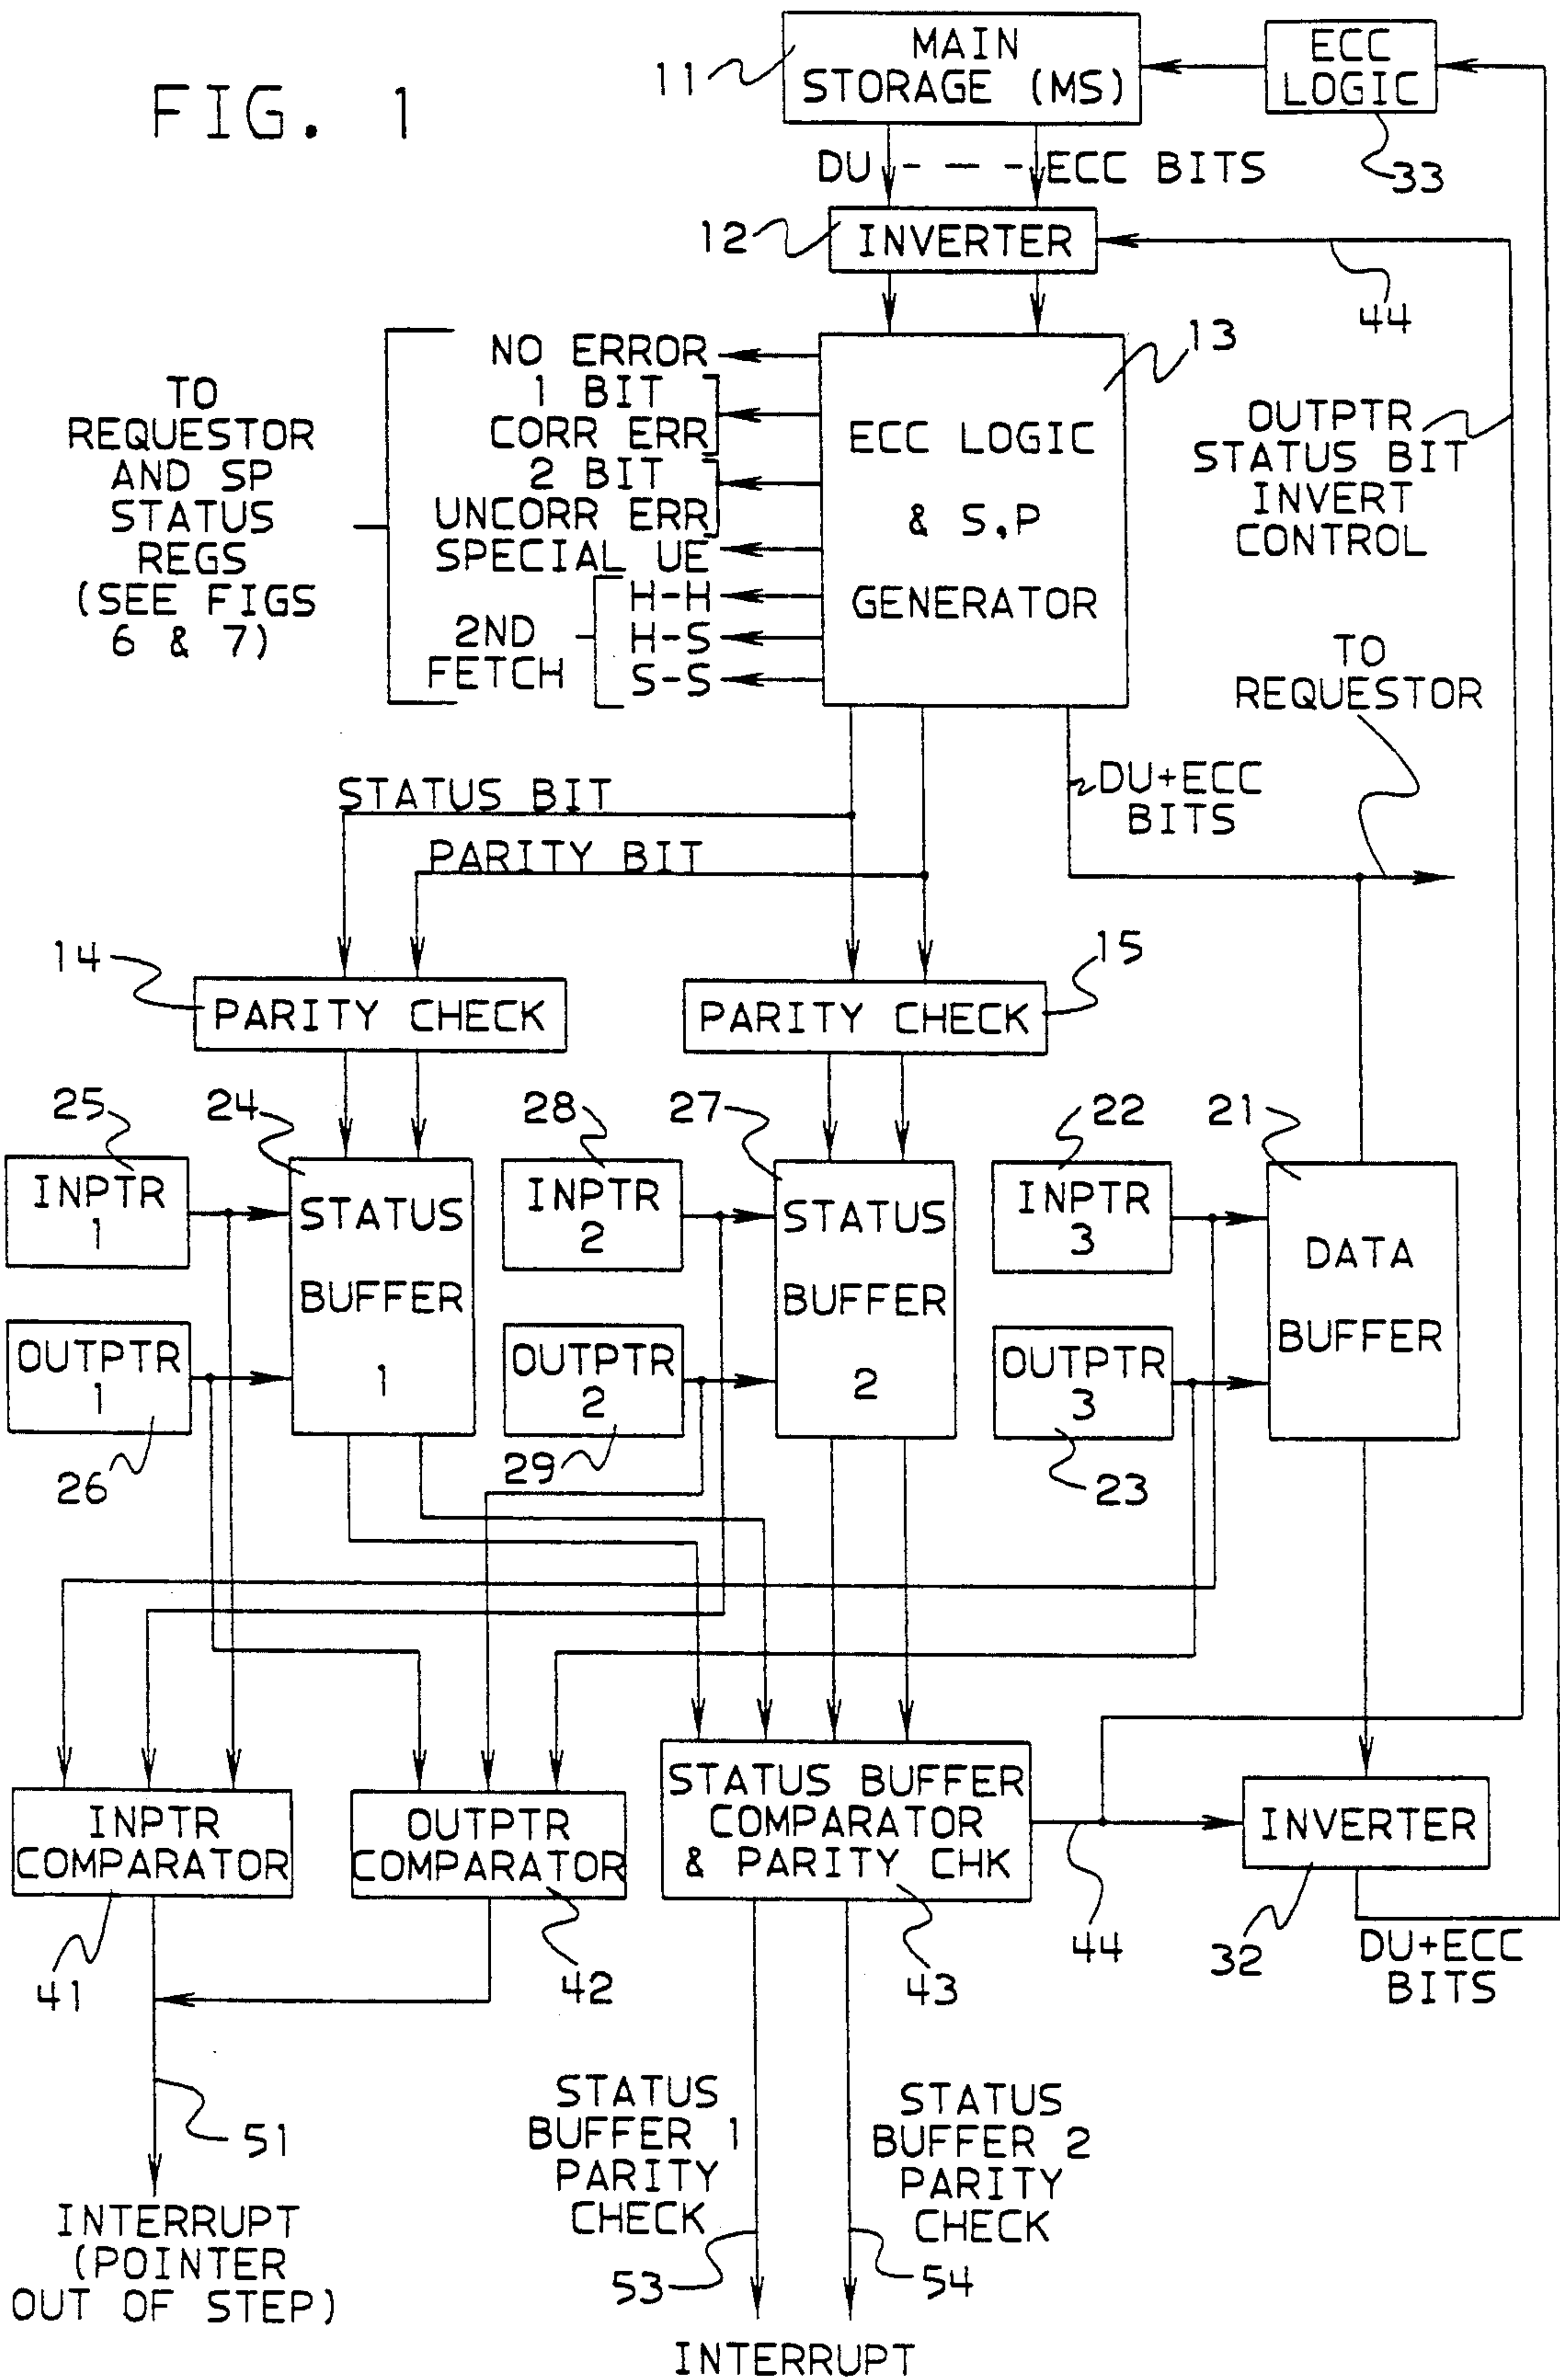 FIG. 1
MAIN
STORAGE (MS)
11
ECC
LOGIC
33
DU - - - ECC BITS
12
INVERTER
44
13
NO ERROR
1 BIT
CORR ERR
2 BIT
UNCORR ERR
SPECIAL UE
H-H
H-S
S-S
2ND
FETCH
TO
REQUESTOR
AND SP
STATUS
REGS
(SEE FIGS
6 & 7)
ECC LOGIC
& S,P
GENERATOR
OUTPTR
STATUS BIT
INVERT
CONTROL
TO
REQUESTOR
STATUS BIT
PARITY BIT
DU+ECC
BITS
14
PARITY CHECK
15
PARITY CHECK
25
INPTR
1
24
STATUS
BUFFER
1
28
INPTR
2
27
STATUS
BUFFER
2
22
INPTR
3
21
DATA
BUFFER
OUTPTR
1
26
OUTPTR
2
29
OUTPTR
3
23
INPTR
COMPARATOR
41
OUTPTR
COMPARATOR
42
STATUS BUFFER
COMPARATOR
& PARITY CHK
43
44
INVERTER
32
DU+ECC
BITS
51
INTERRUPT
(POINTER
OUT OF STEP)
STATUS
BUFFER 1
PARITY
CHECK
53
STATUS
BUFFER 2
PARITY
CHECK
54
INTERRUPT